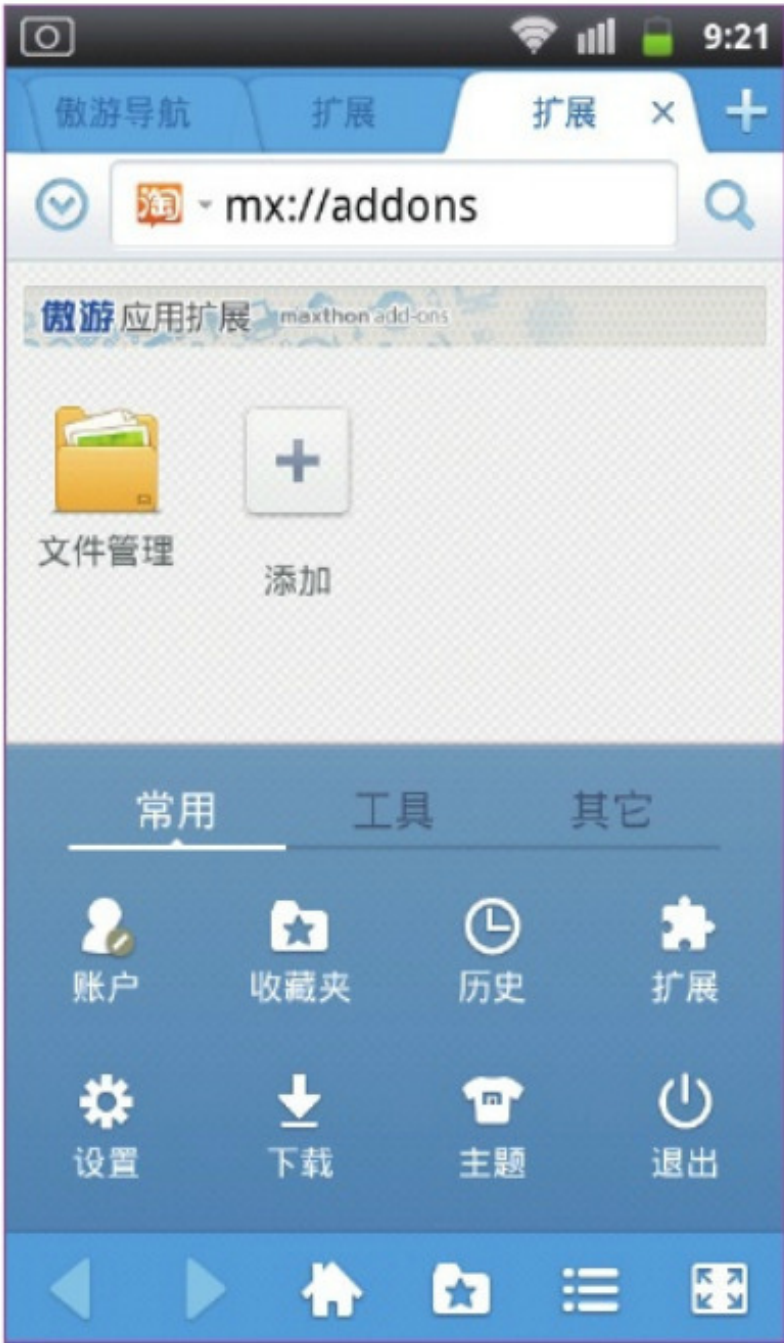 9:21
傲游导航 扩展 扩展
淘 mx://addons
傲游应用扩展 maxthon add-ons
文件管理 添加
常用 工具 其它
账户 收藏夹 历史 扩展
设置 下载 主题 退出